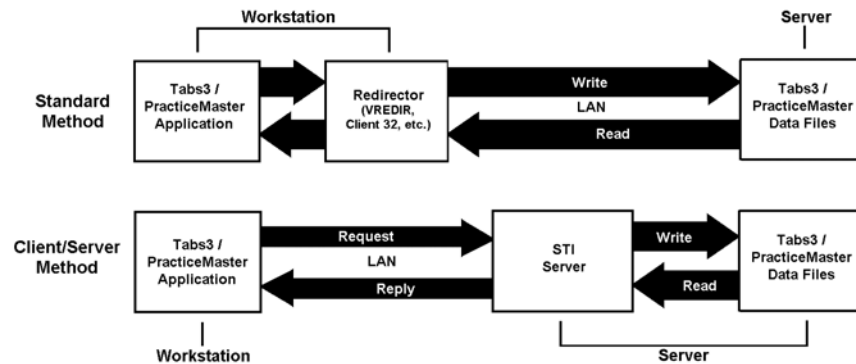 Workstation
Server
Standard
Method
Tabs3 /
PracticeMaster
Application
Redirector
(VREDIR,
Client 32, etc.)
Write
LAN
Read
Tabs3 /
PracticeMaster
Data Files
Client/Server
Method
Tabs3 /
PracticeMaster
Application
Request
LAN
Reply
STI
Server
Write
Read
Tabs3 /
PracticeMaster
Data Files
Workstation
Server